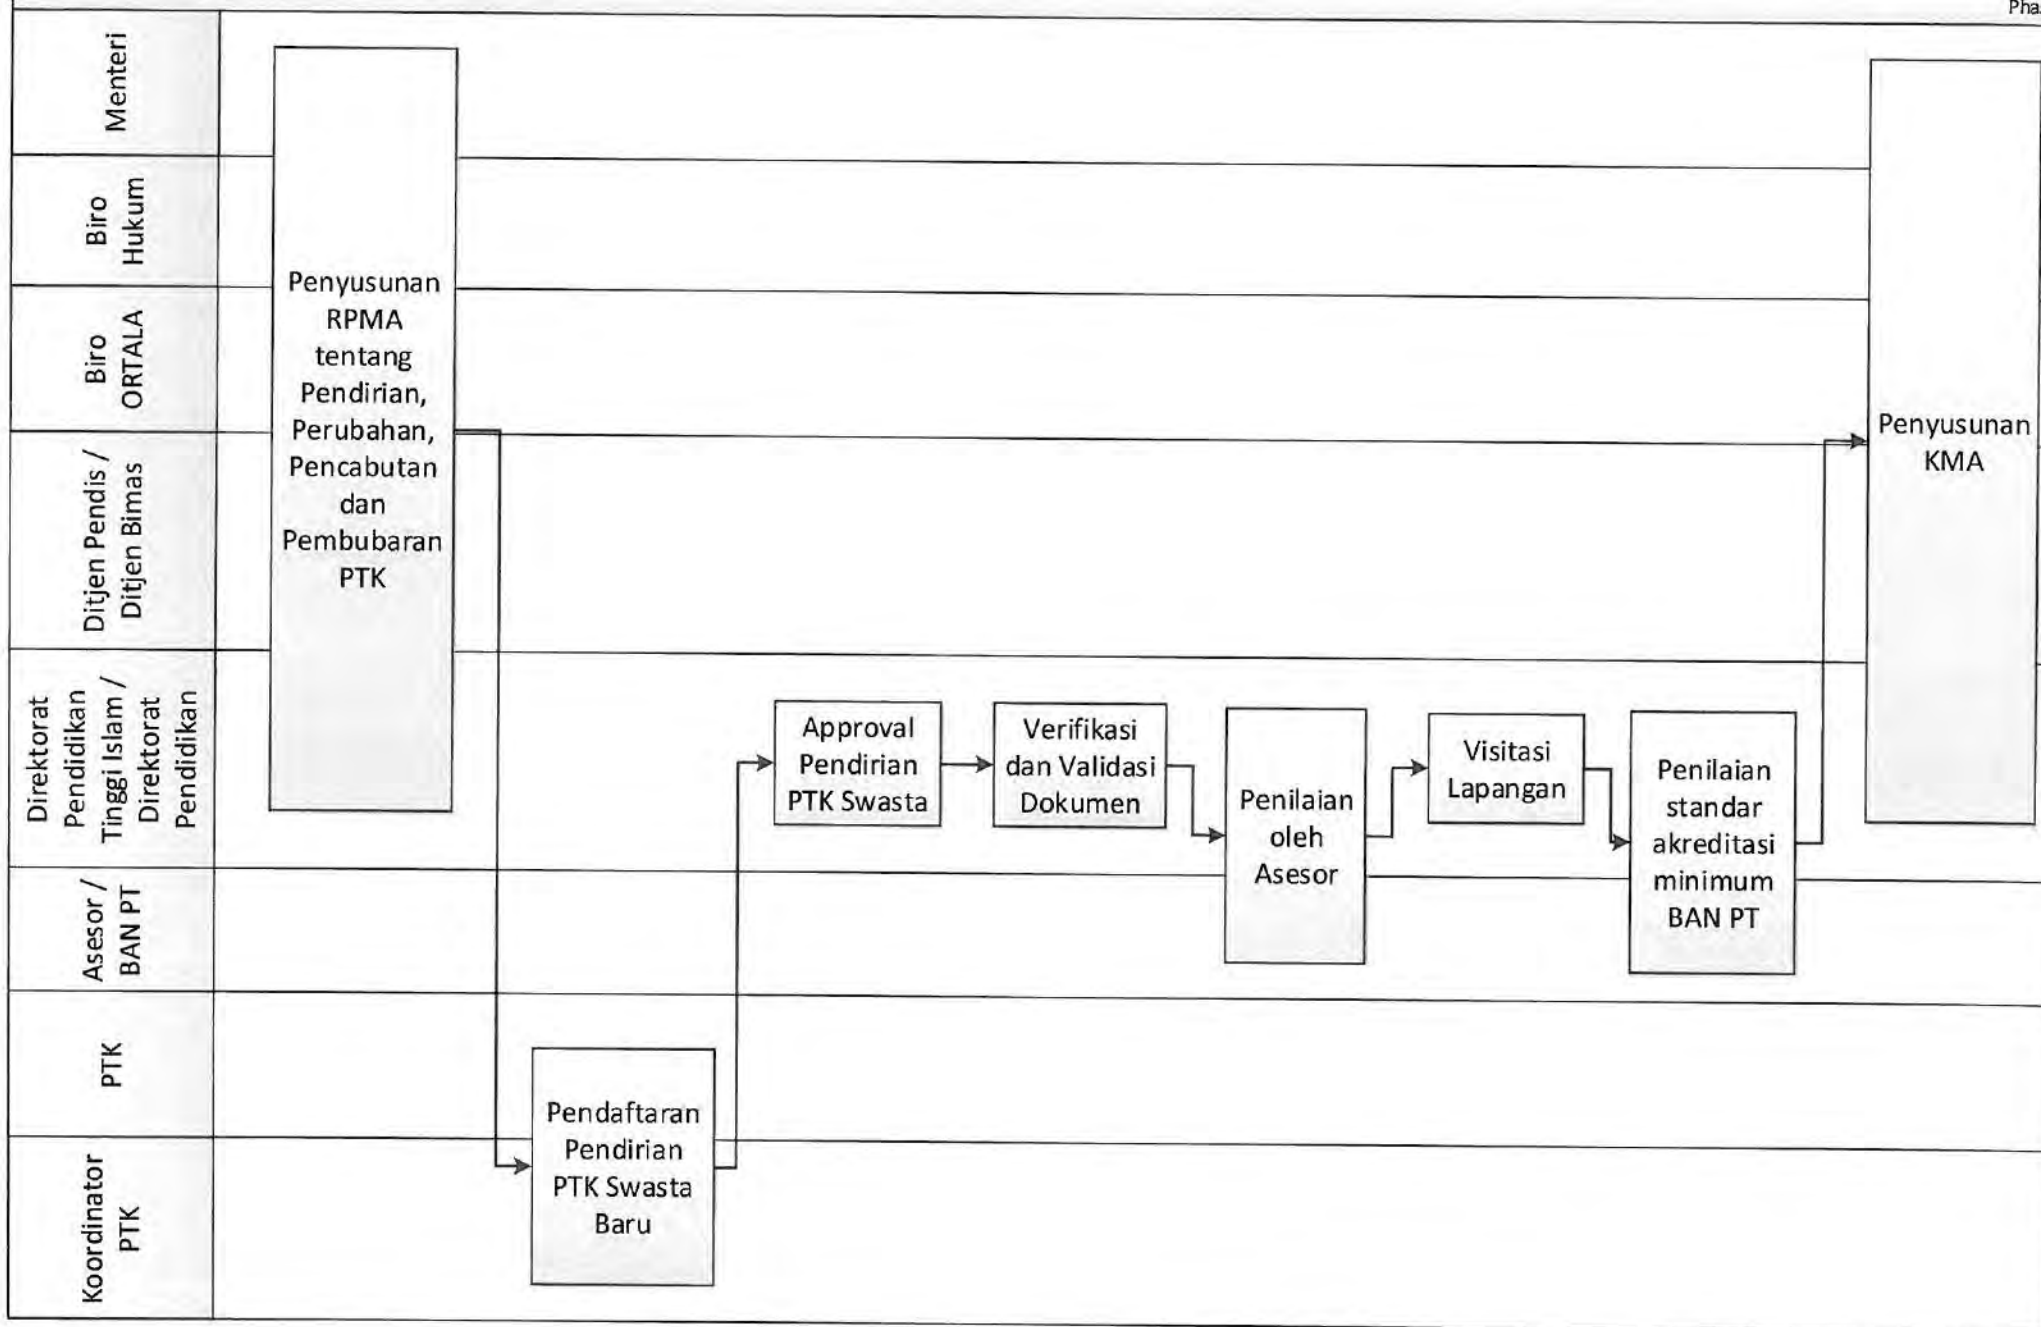 Pha
Menteri
Biro
Hukum
Biro
ORTALA
Ditjen Pendis /
Ditjen Bimas
Direktorat
Pendidikan
Tinggi Islam /
Direktorat
Pendidikan
Asesor /
BAN PT
PTK
Koordinator
PTK
Penyusunan
RPMA
tentang
Pendirian,
Perubahan,
Pencabutan
dan
Pembubaran
PTK
Pendaftaran
Pendirian
PTK Swasta
Baru
Approval
Pendirian
PTK Swasta
Verifikasi
dan Validasi
Dokumen
Penilaian
oleh
Asesor
Visitasi
Lapangan
Penilaian
standar
akreditasi
minimum
BAN PT
Penyusunan
KMA